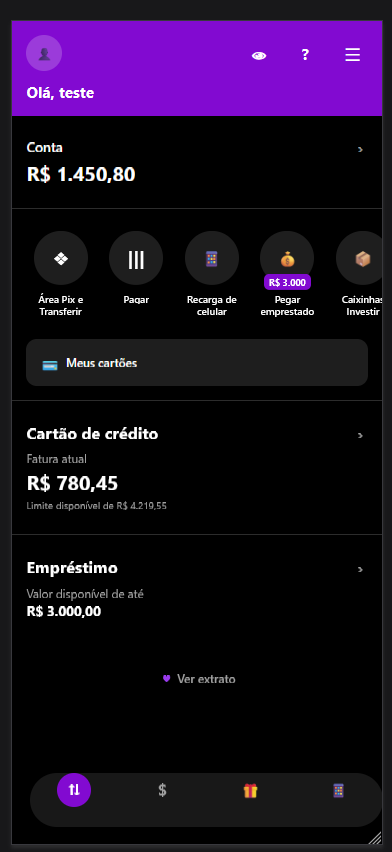 ?
Olá, teste
Conta
R$ 1.450,80
Área Pix e
Transferir
Pagar
Recarga de
celular
R$ 3.000
Pegar
emprestado
Caixinhas
Investir
Meus cartões
Cartão de crédito
Fatura atual
R$ 780,45
Limite disponível de R$ 4.219,55
Empréstimo
Valor disponível de até
R$ 3.000,00
Ver extrato
$